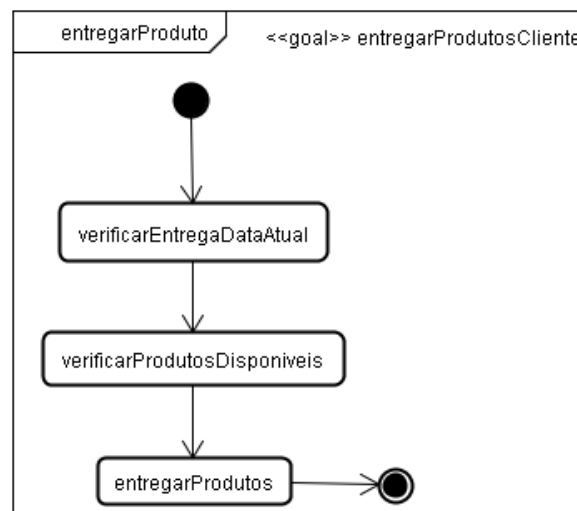 entregarProduto
<<goal>> entregarProdutosCliente
verificarEntregaDataAtual
verificarProdutosDisponiveis
entregarProdutos